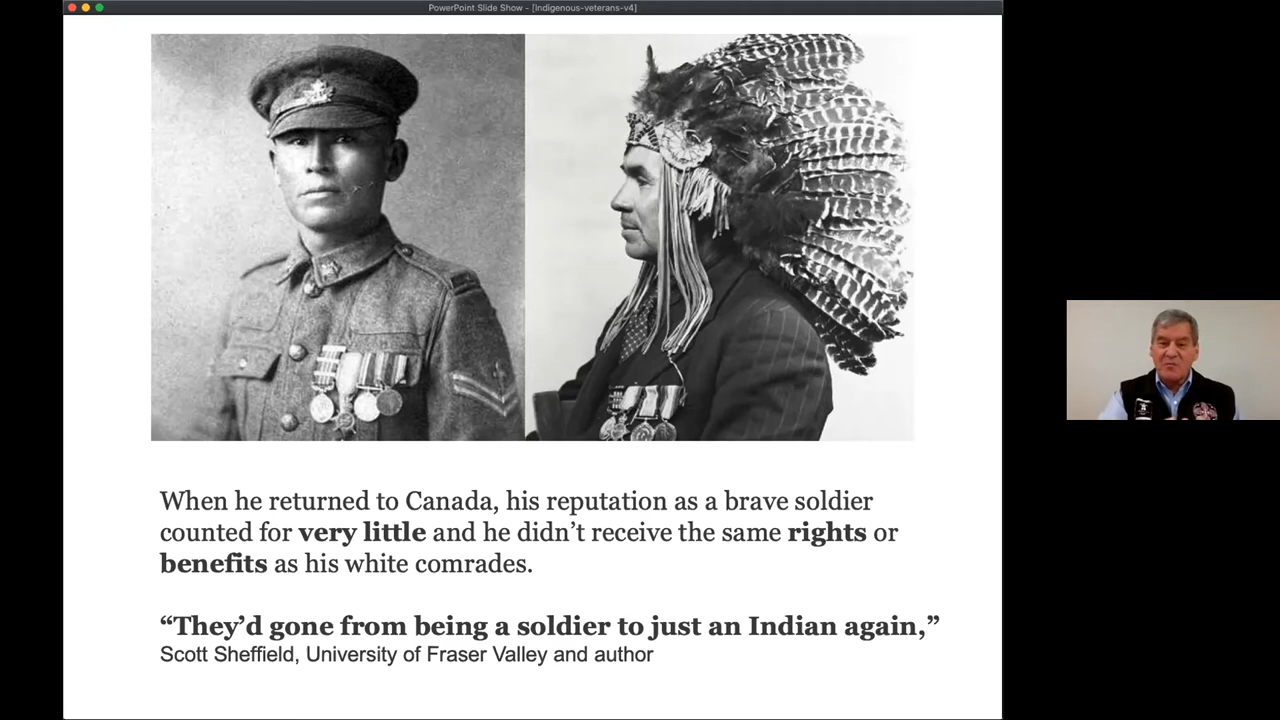 PowerPoint Slide Show - [Indigenous-veterans-v4]
When he returned to Canada, his reputation as a brave soldier
counted for very little and he didn’t receive the same rights or
benefits as his white comrades.
“They’d gone from being a soldier to just an Indian again,”
Scott Sheffield, University of Fraser Valley and author